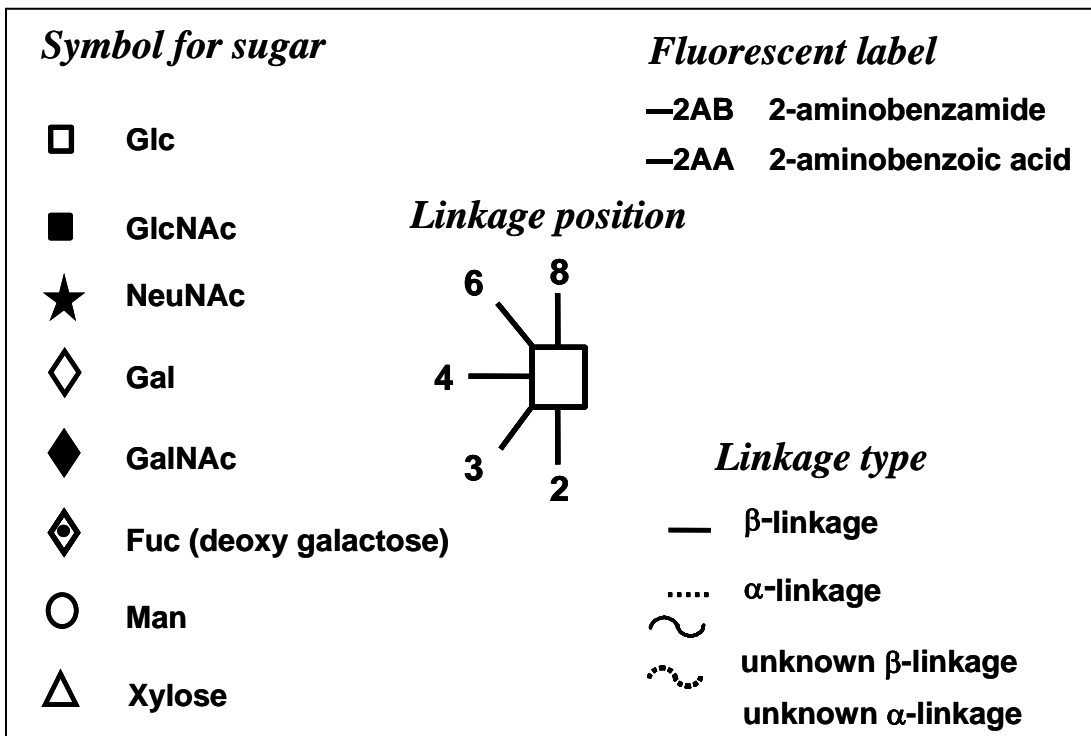 Symbol for sugar
Glc
GlcNAc
NeuNAc
Gal
GalNAc
Fuc (deoxy galactose)
Man
Xylose
Fluorescent label
—2AB 2-aminobenzamide
—2AA 2-aminobenzoic acid
Linkage position
8
6
4
3
2
Linkage type
β-linkage
α-linkage
unknown β-linkage
unknown α-linkage